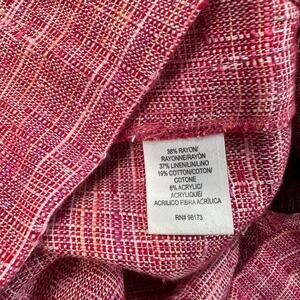 38% RAYON/
RAYONNE/RAYÓN
37% LINEN/LIN/LINO
19% COTTON/COTON/
COTONE
6% ACRYLIC/
ACRYLIQUE/
ACRILICO FIBRA ACRÍLICA
RN# 96173